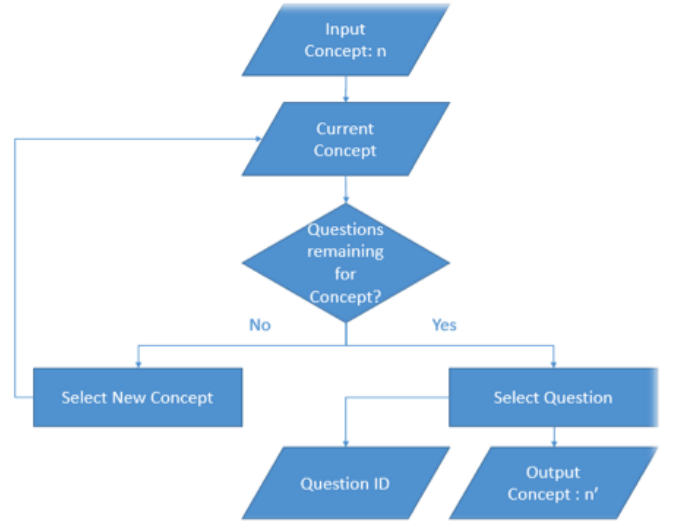 Input
Concept: n
Current
Concept
Questions
remaining
for
Concept?
No
Yes
Select New Concept
Select Question
Question ID
Output
Concept : n′